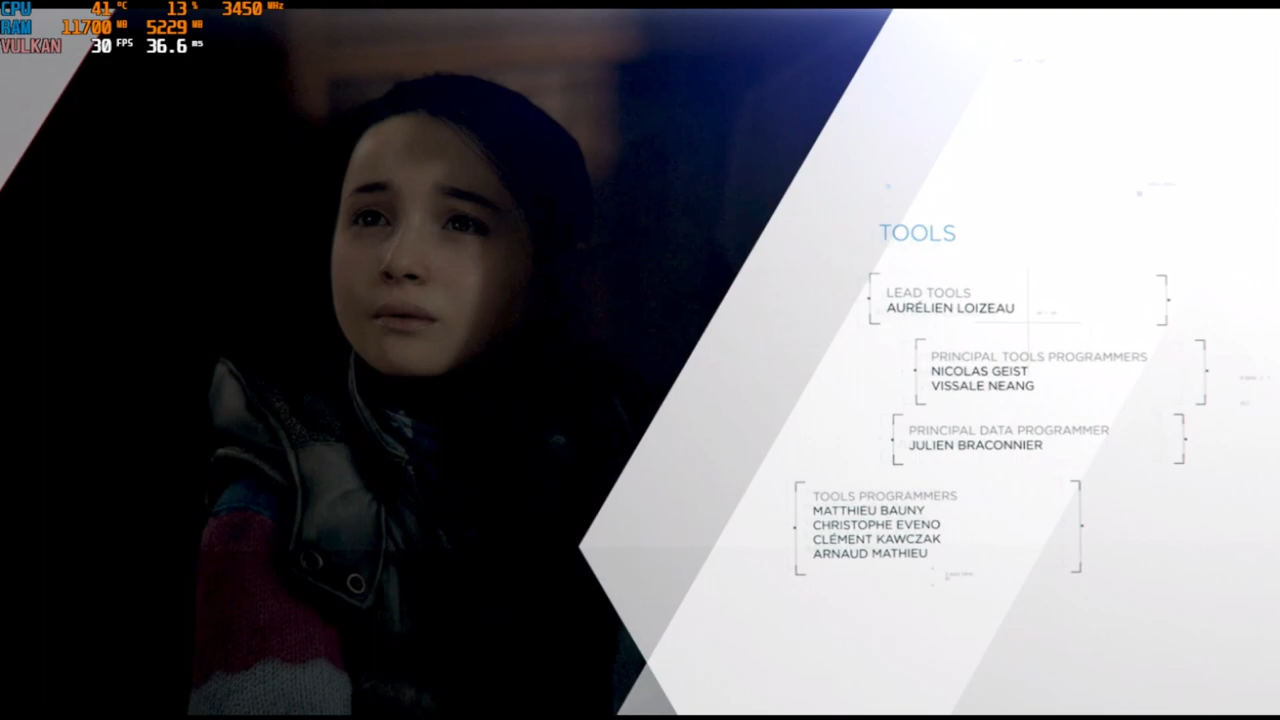 CPU 41 °C 13 % 3450 MHz
RAM 11700 MB 5229 MB
VULKAN 30 FPS 36.6 ms
TOOLS
LEAD TOOLS
AURÉLIEN LOIZEAU
PRINCIPAL TOOLS PROGRAMMERS
NICOLAS GEIST
VISSALE NEANG
PRINCIPAL DATA PROGRAMMER
JULIEN BRACONNIER
TOOLS PROGRAMMERS
MATTHIEU BAUNY
CHRISTOPHE EVENO
CLÉMENT KAWCZAK
ARNAUD MATHIEU